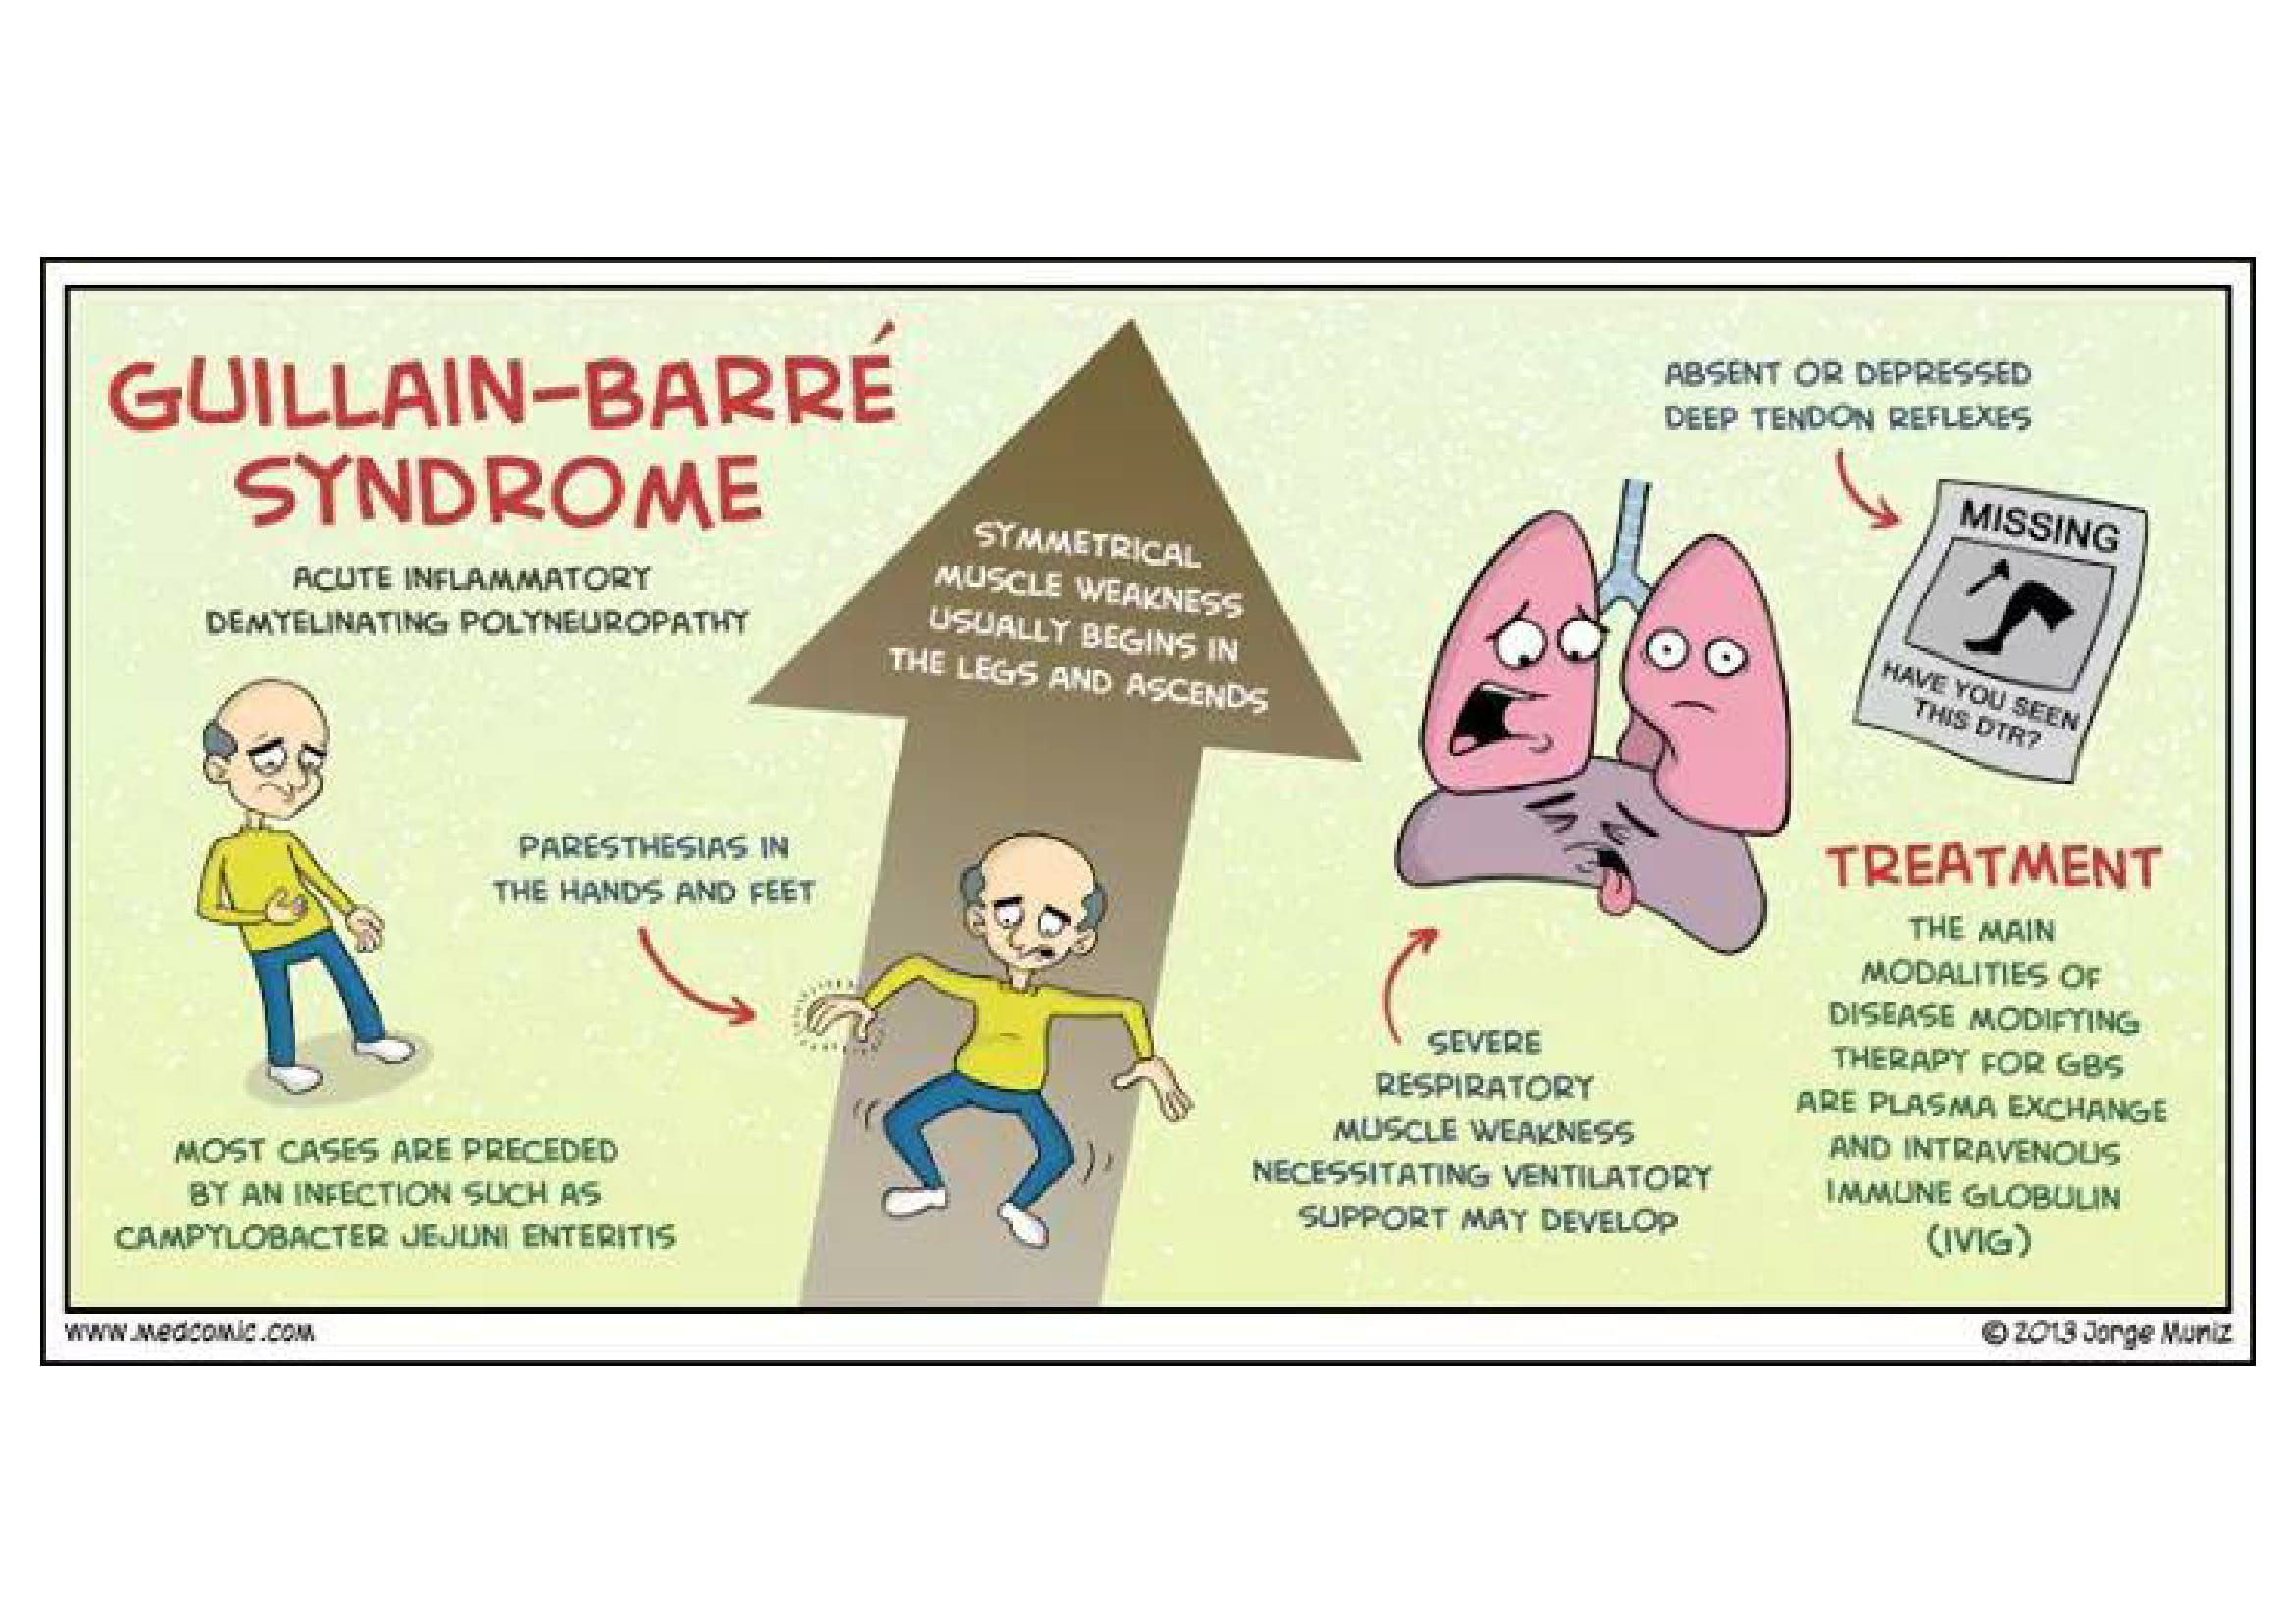 GUILLAIN-BARRÉ
SYNDROME
ACUTE INFLAMMATORY
DEMYELINATING POLYNEUROPATHY
MOST CASES ARE PRECEDED
BY AN INFECTION SUCH AS
CAMPYLOBACTER JEJUNI ENTERITIS
PARESTHESIAS IN
THE HANDS AND FEET
SYMMETRICAL
MUSCLE WEAKNESS
USUALLY BEGINS IN
THE LEGS AND ASCENDS
SEVERE
RESPIRATORY
MUSCLE WEAKNESS
NECESSITATING VENTILATORY
SUPPORT MAY DEVELOP
ABSENT OR DEPRESSED
DEEP TENDON REFLEXES
MISSING
HAVE YOU SEEN
THIS DTR?
TREATMENT
THE MAIN
MODALITIES OF
DISEASE MODIFYING
THERAPY FOR GBS
ARE PLASMA EXCHANGE
AND INTRAVENOUS
IMMUNE GLOBULIN
(IVIG)
www.medcomic.com
© 2013 Jorge Muniz